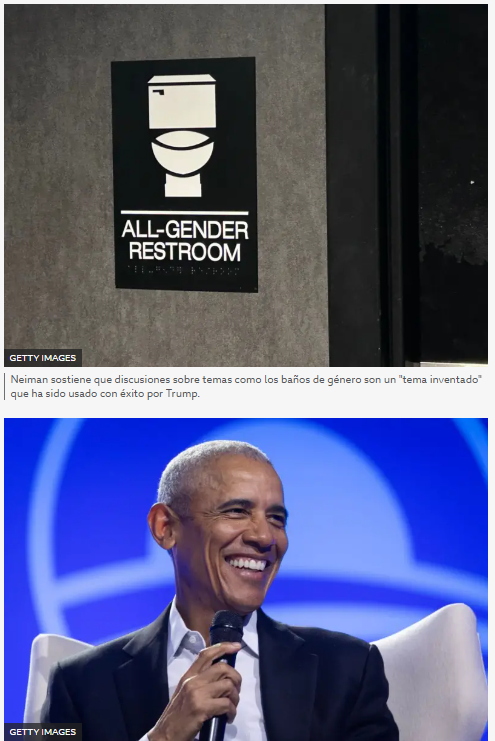 ALL-GENDER
RESTROOM
GETTY IMAGES
Neiman sostiene que discusiones sobre temas como los baños de género son un "tema inventado"
que ha sido usado con éxito por Trump.
GETTY IMAGES